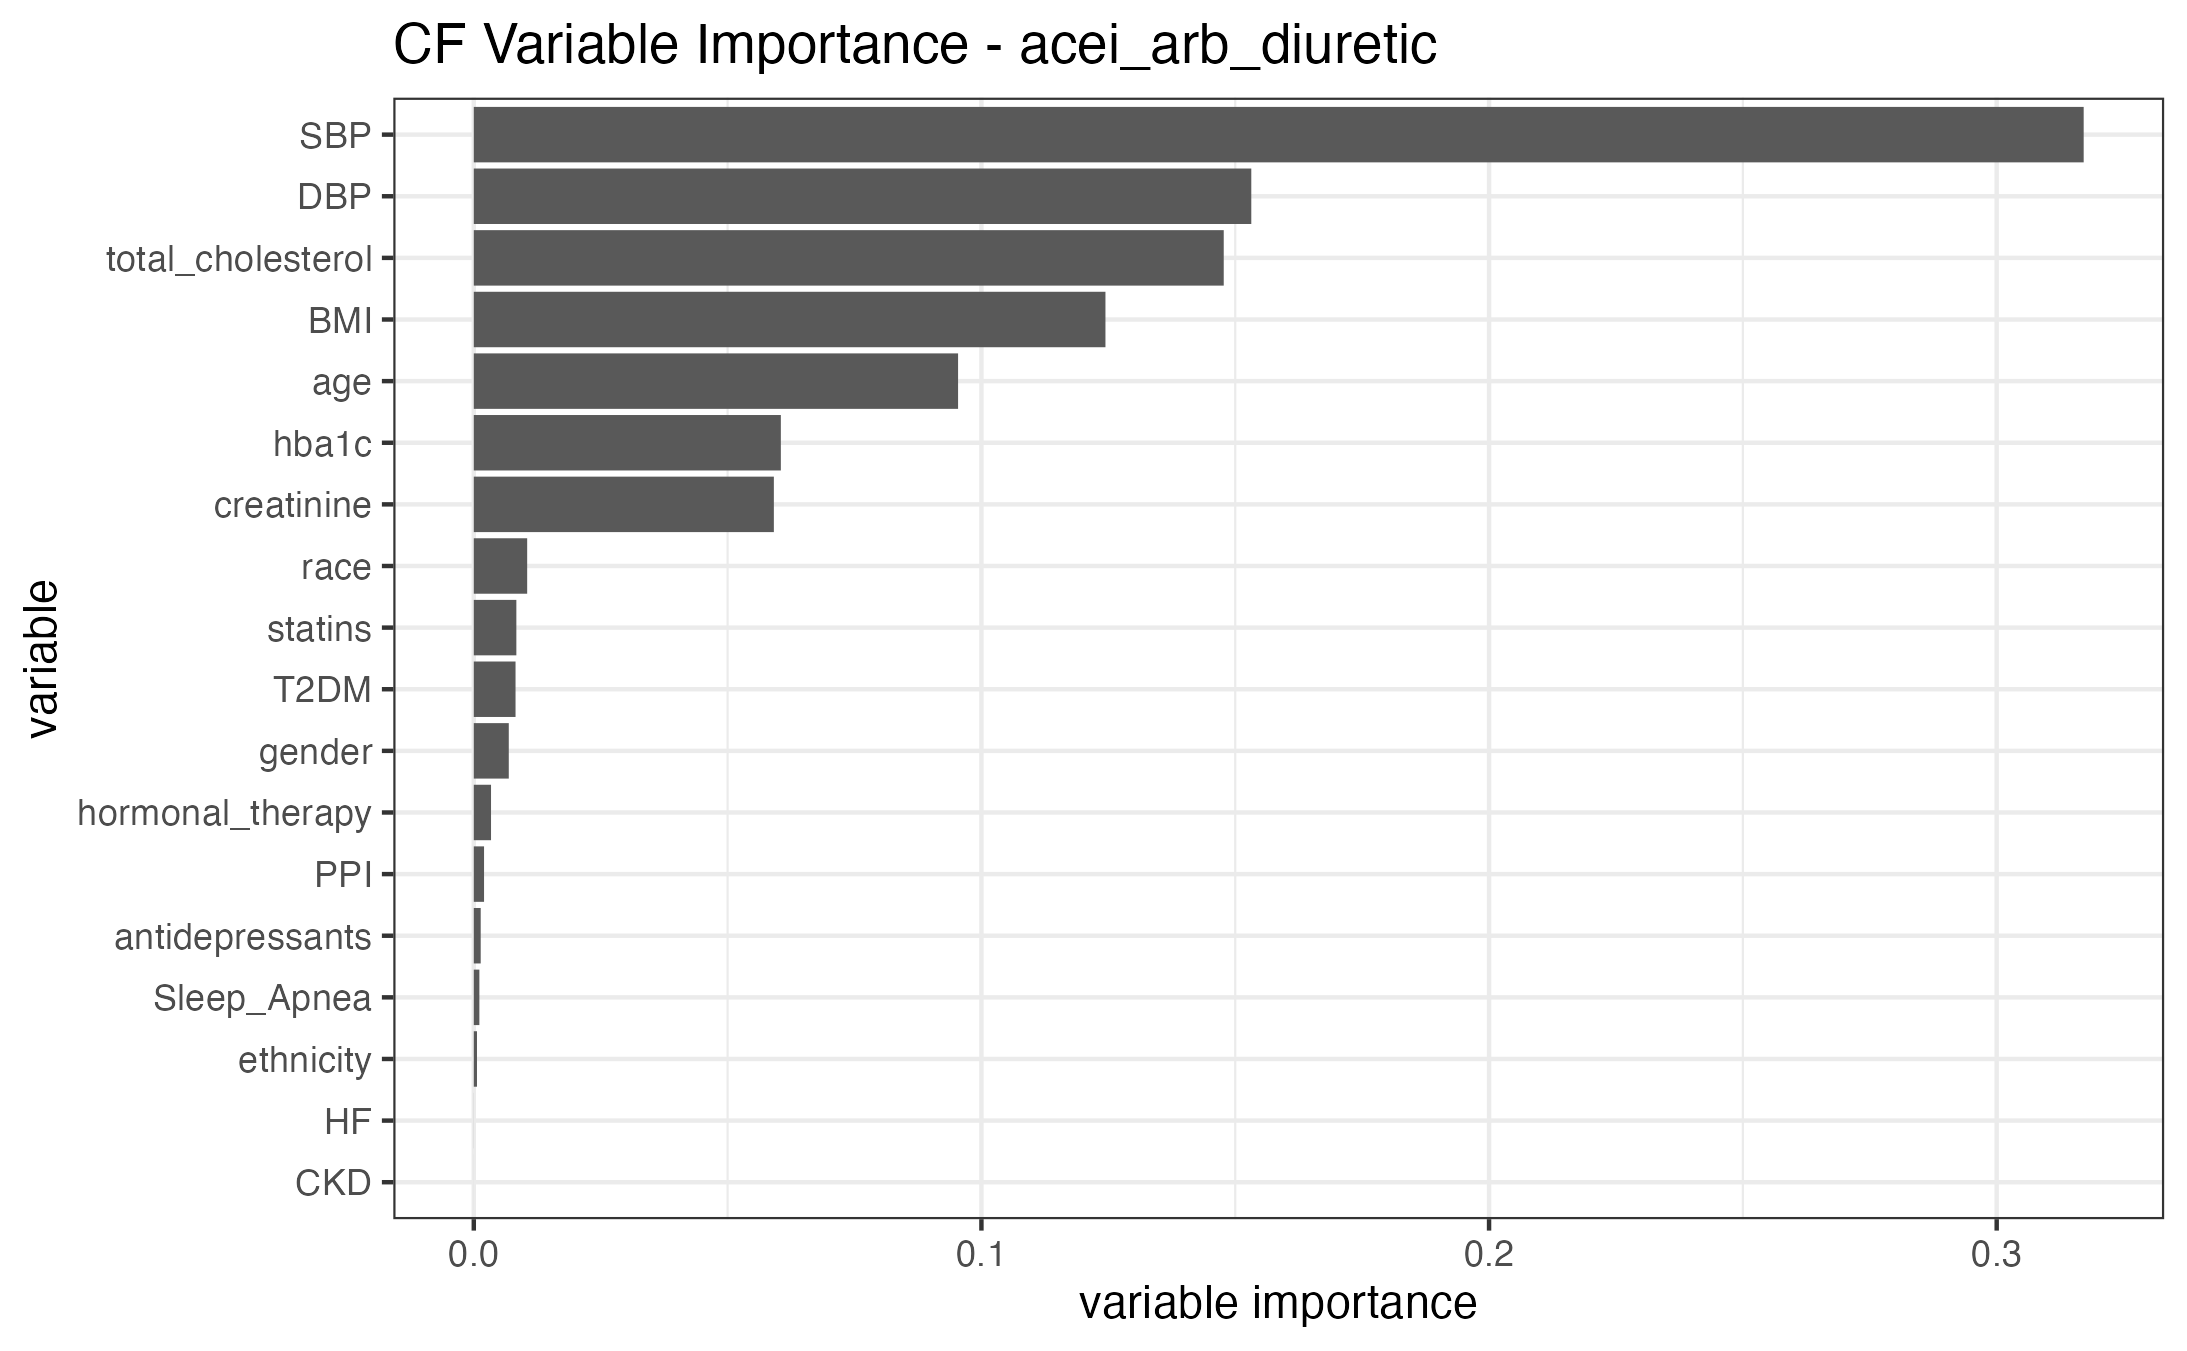 CF Variable Importance - acei_arb_diuretic
variable
SBP
DBP
total_cholesterol
BMI
age
hba1c
creatinine
race
statins
T2DM
gender
hormonal_therapy
PPI
antidepressants
Sleep_Apnea
ethnicity
HF
CKD
0.0 0.1 0.2 0.3
variable importance